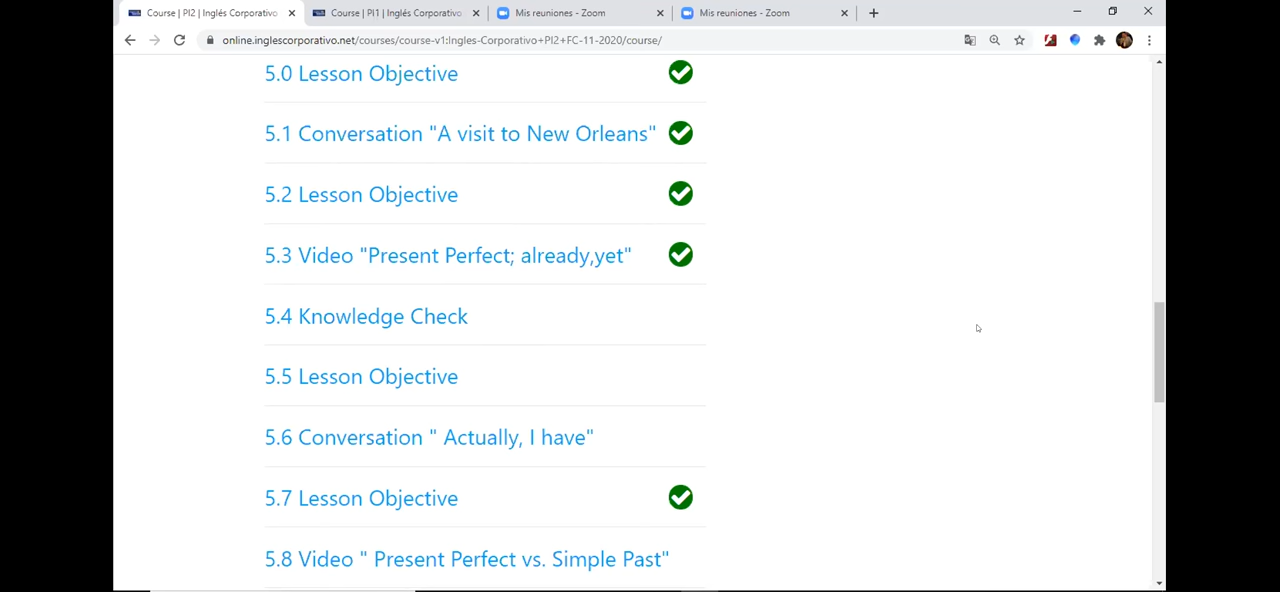 Course | PI2 | Inglés Corporativo
Course | PI1 | Inglés Corporativo.
Mis reuniones - Zoom
Mis reuniones - Zoom
online.inglescorporativo.net/courses/course-v1:Ingles-Corporativo+PI2+FC-11-2020/course/
5.0 Lesson Objective
5.1 Conversation "A visit to New Orleans"
5.2 Lesson Objective
5.3 Video "Present Perfect; already,yet"
5.4 Knowledge Check
5.5 Lesson Objective
5.6 Conversation " Actually, I have"
5.7 Lesson Objective
5.8 Video " Present Perfect vs. Simple Past"